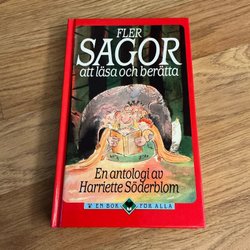 FLER
SAGOR
att läsa och berätta
En antologi av
Harriette Söderblom
EN BOK FÖR ALLA